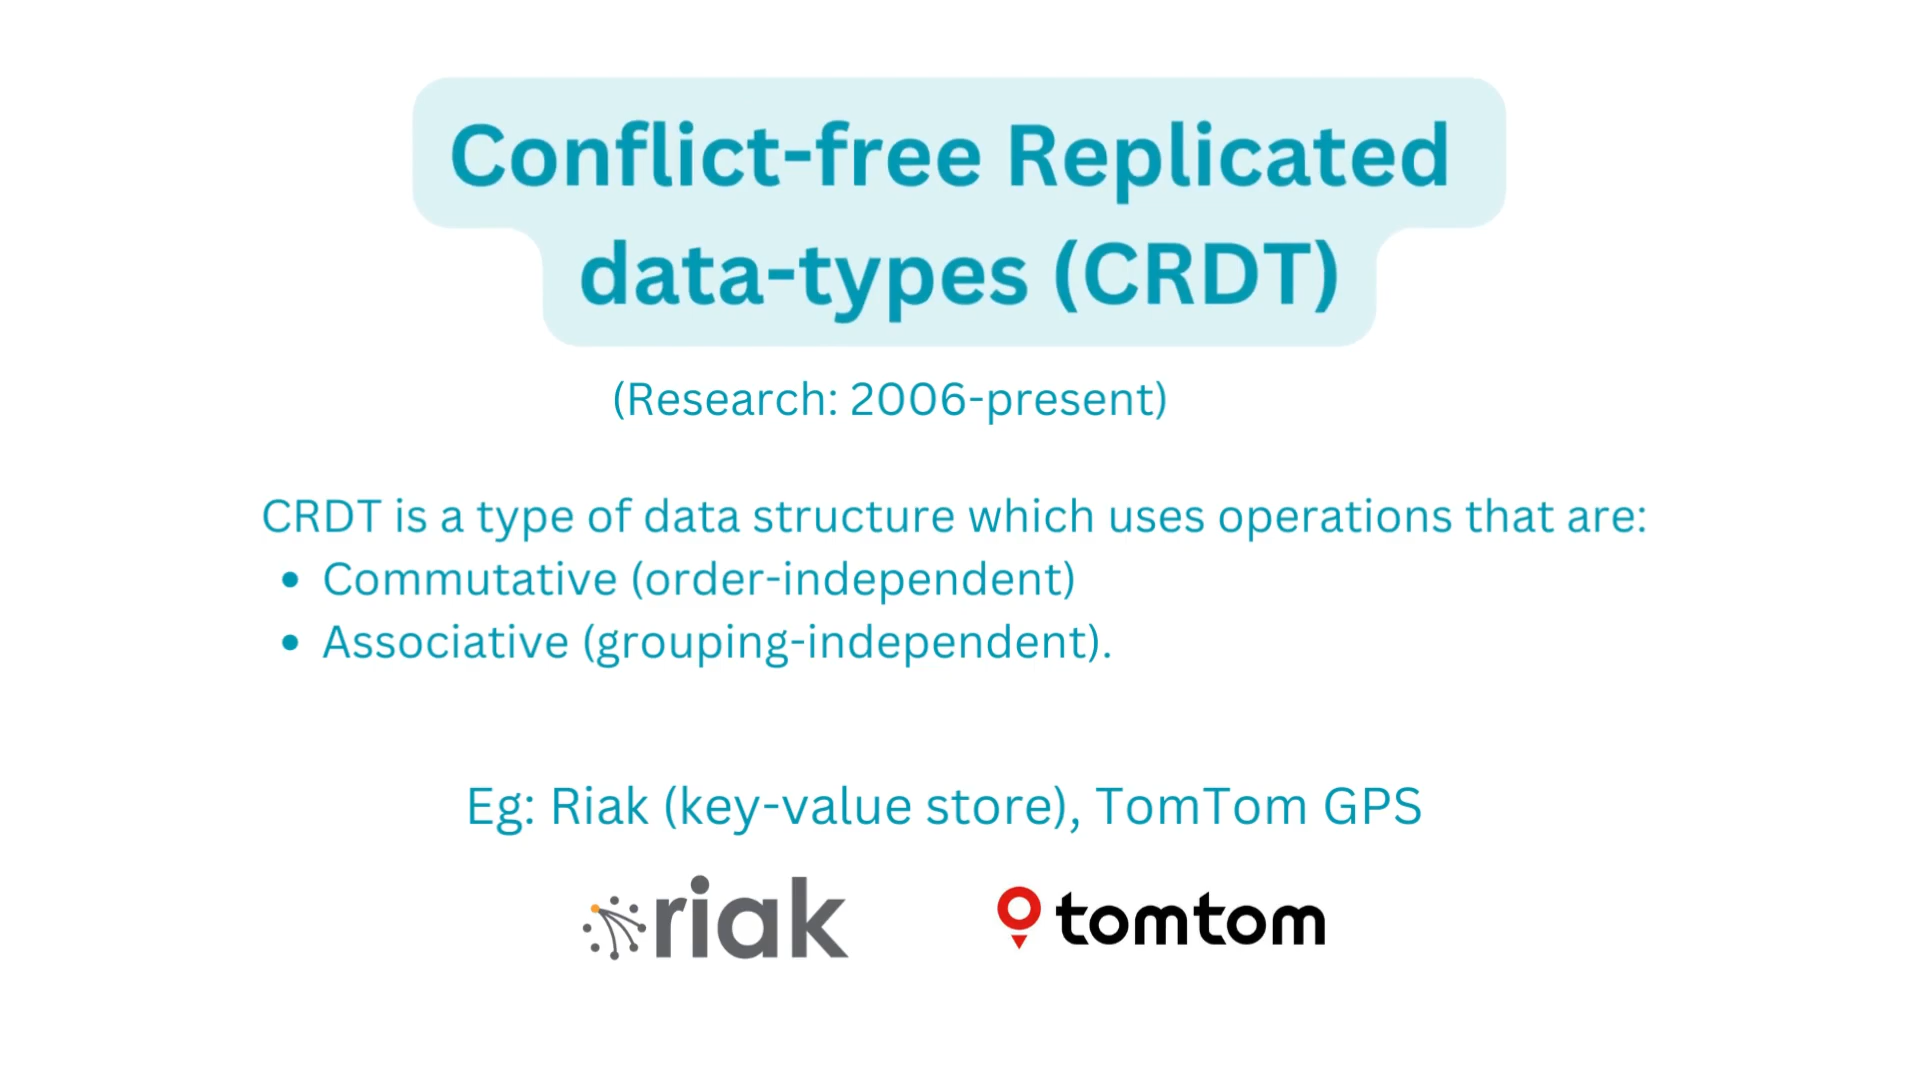 Conflict-free Replicated
data-types (CRDT)
(Research: 2006-present)
CRDT is a type of data structure which uses operations that are:
• Commutative (order-independent)
• Associative (grouping-independent).
Eg: Riak (key-value store), TomTom GPS
riak
tomtom